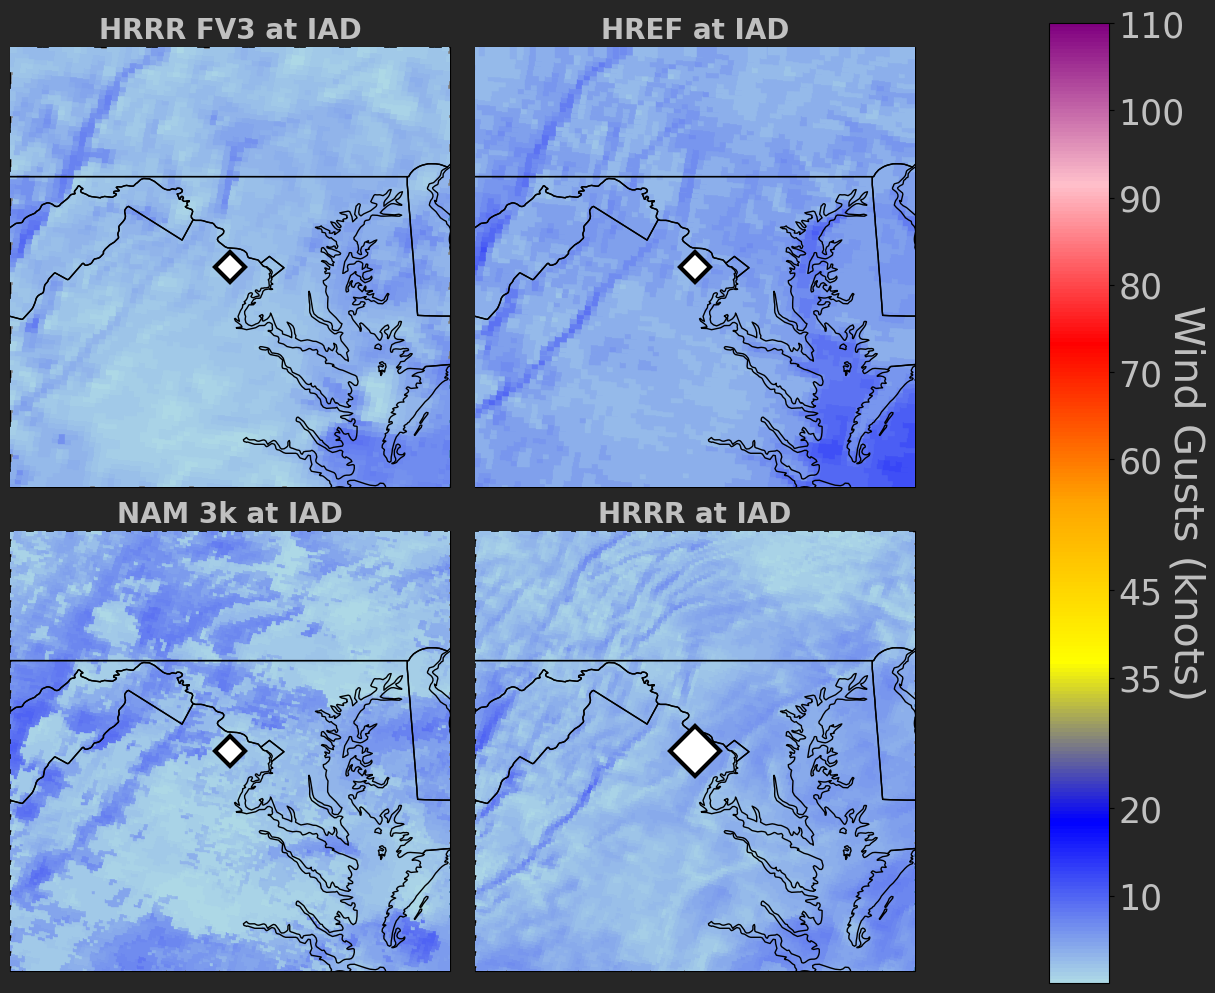 HRRR FV3 at IAD
HREF at IAD
NAM 3k at IAD
HRRR at IAD
110
100
90
80
70
60
45
35
20
10
Wind Gusts (knots)